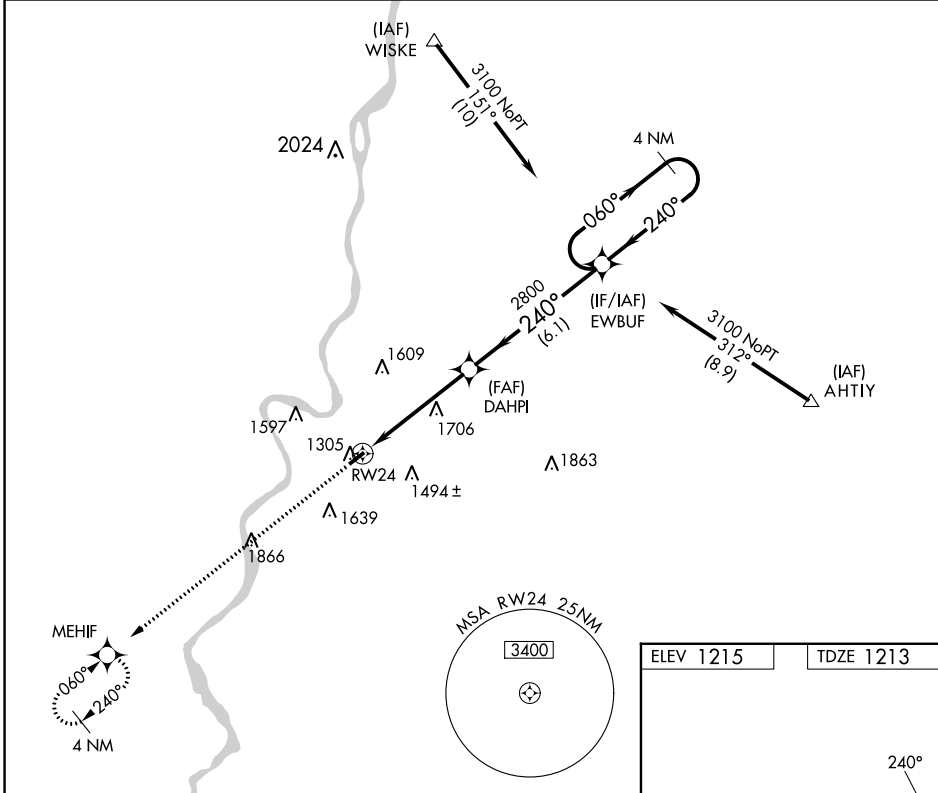 (IAF)
WISKE
3100 NoPT
151°
(10)
2024
4 NM
060°
240°
(IF/IAF)
EWBUF
2800
240°
(6.1)
3100 NoPT
312°
(8.9)
(IAF)
AHTIY
1609
(FAF)
DAHPI
1597
1706
1305
RW24
1863
1494 ±
1639
1866
MEHIF
060°
240°
4 NM
MSA RW24 25NM
3400
ELEV 1215
TDZE 1213
240°